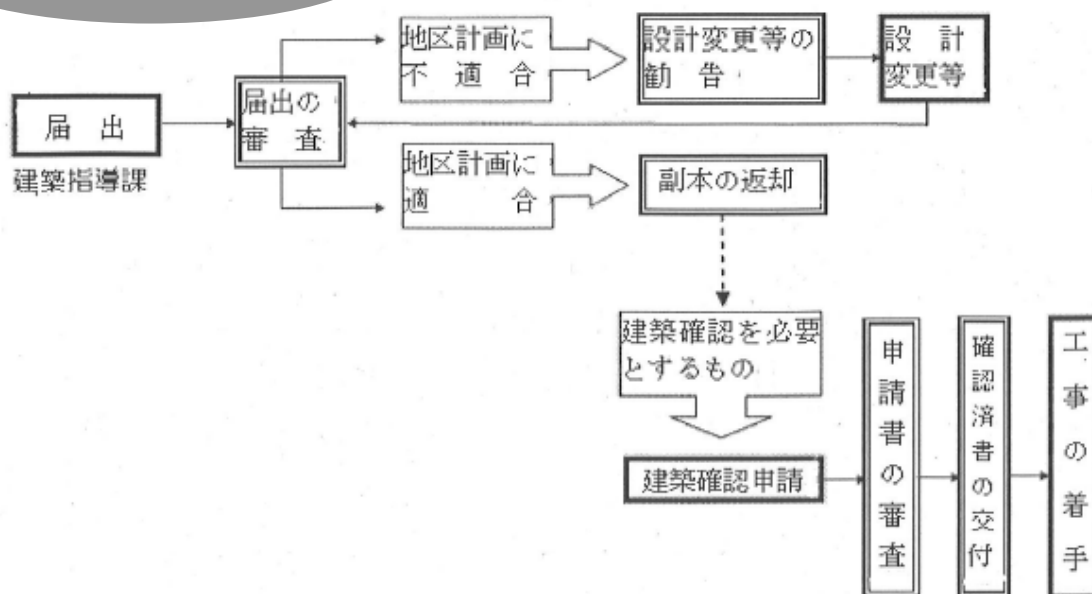 地区計画に
不適合
設計変更等の
勧告
設計
変更等
届出
建築指導課
届出の
審査
地区計画に
適合
副本の返却
建築確認を必要
とするもの
建築確認申請
申請書の審査
確認済書の交付
工事の着手